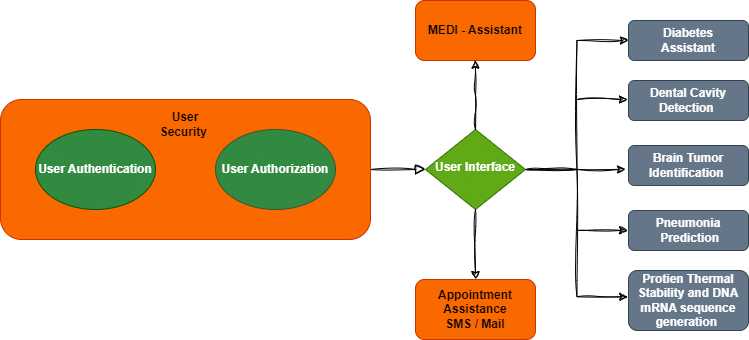 MEDI - Assistant
User
Security
User Authentication
User Authorization
User Interface
Appointment
Assistance
SMS / Mail
Diabetes
Assistant
Dental Cavity
Detection
Brain Tumor
Identification
Pneumonia
Prediction
Protien Thermal
Stability and DNA
mRNA sequence
generation